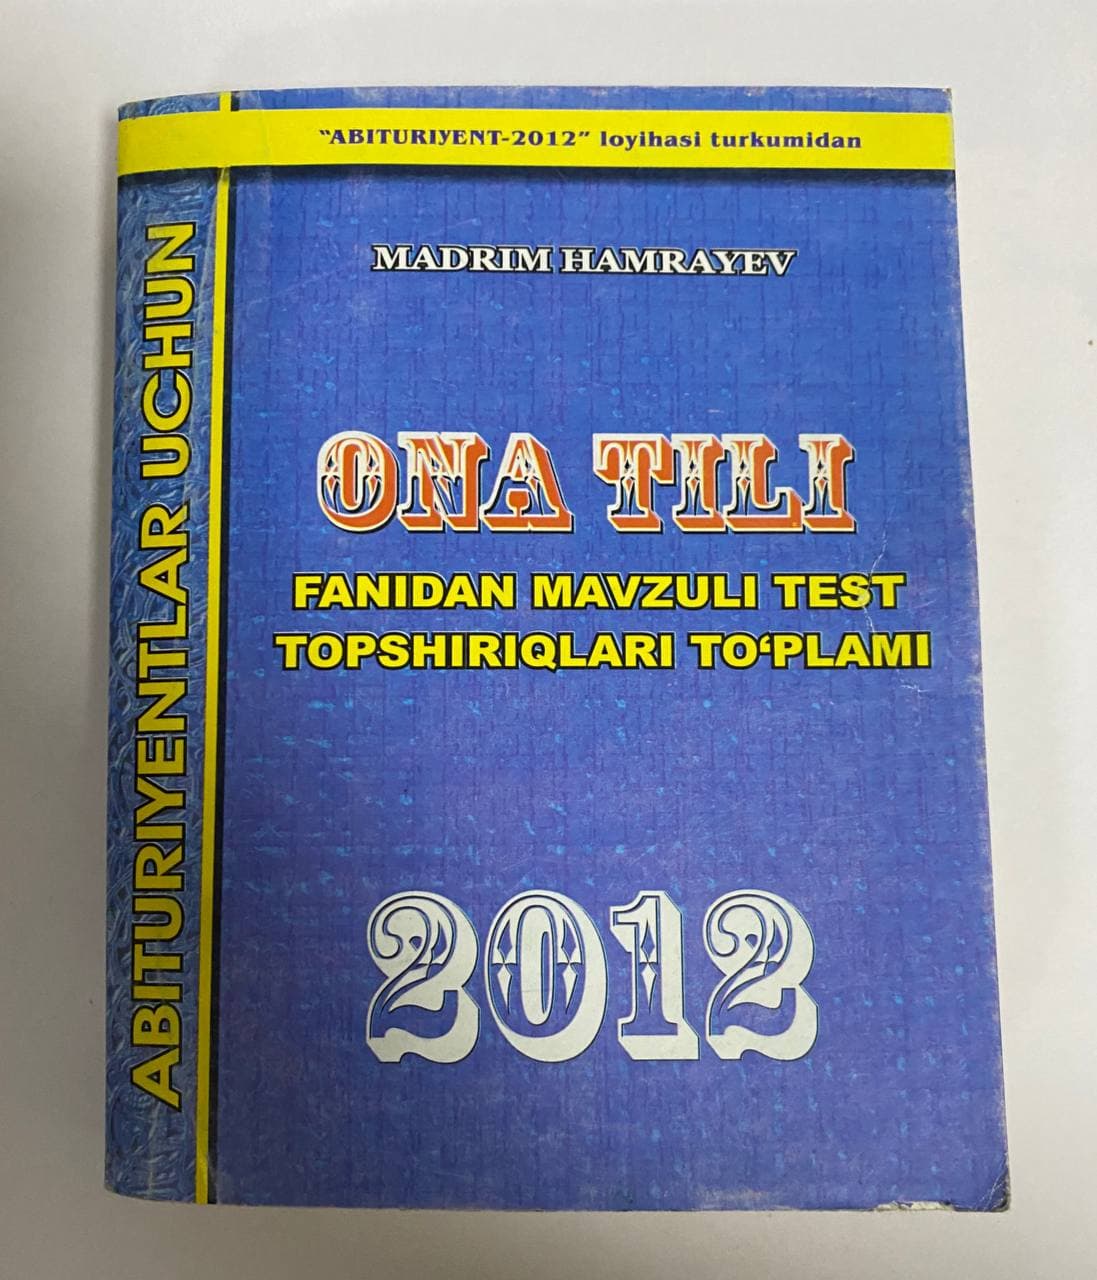 "ABITURIYENT-2012" loyihasi turkumidan
MADRIM HAMRAYEV
ONA TILI
FANIDAN MAVZULI TEST
TOPSHIRIQLARI TO‘PLAMI
2012
ABITURIYENTLAR UCHUN